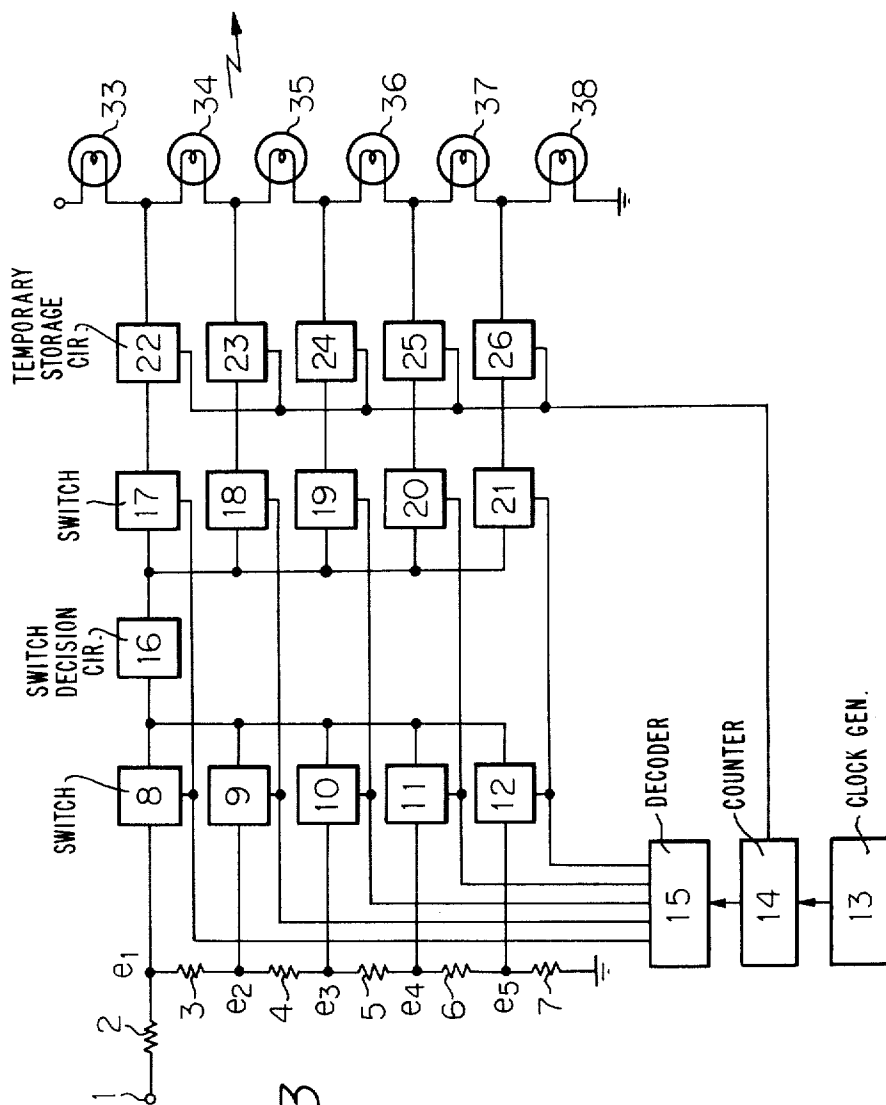 33
34
35
36
37
38
TEMPORARY
STORAGE
CIR.
22
23
24
25
26
SWITCH
17
18
19
20
21
SWITCH
DECISION
CIR.
16
SWITCH
8
9
10
11
12
DECODER
15
COUNTER
14
CLOCK GEN.
13
1
2
e1
3
e2
4
e3
5
e4
6
e5
7
3